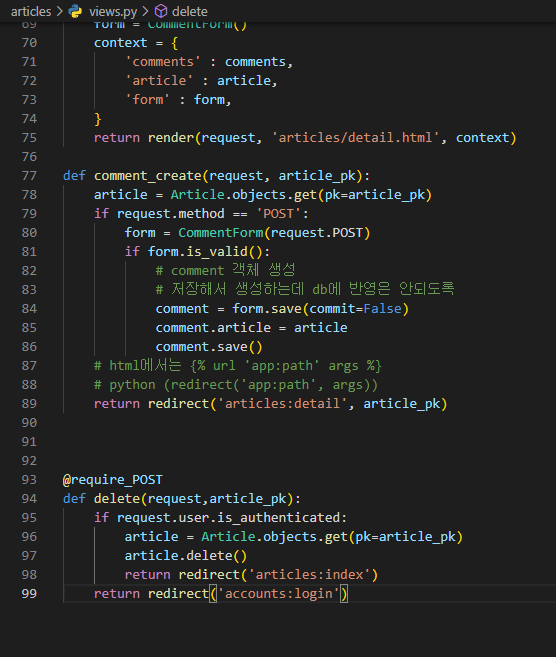 articles > views.py > delete
69 form = CommentForm()
70 context = {
71 'comments' : comments,
72 'article' : article,
73 'form' : form,
74 }
75 return render(request, 'articles/detail.html', context)
76
77 def comment_create(request, article_pk):
78 article = Article.objects.get(pk=article_pk)
79 if request.method == 'POST':
80 form = CommentForm(request.POST)
81 if form.is_valid():
82 # comment 객체 생성
83 # 저장해서 생성하는데 db에 반영은 안되도록
84 comment = form.save(commit=False)
85 comment.article = article
86 comment.save()
87 # html에서는 {% url 'app:path' args %}
88 # python (redirect('app:path', args))
89 return redirect('articles:detail', article_pk)
90
91
92
93 @require_POST
94 def delete(request,article_pk):
95 if request.user.is_authenticated:
96 article = Article.objects.get(pk=article_pk)
97 article.delete()
98 return redirect('articles:index')
99 return redirect('accounts:login')